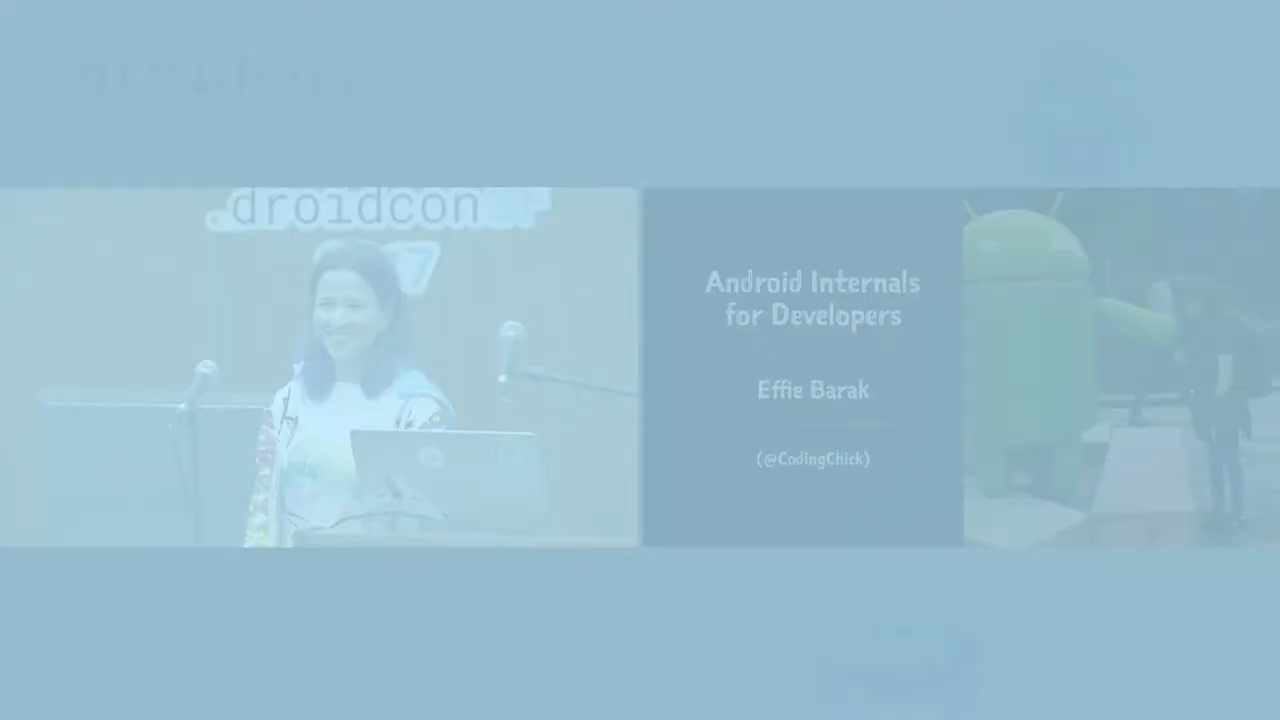 droidcon
Android Internals
for Developers
Effie Barak
(@CodingChick)